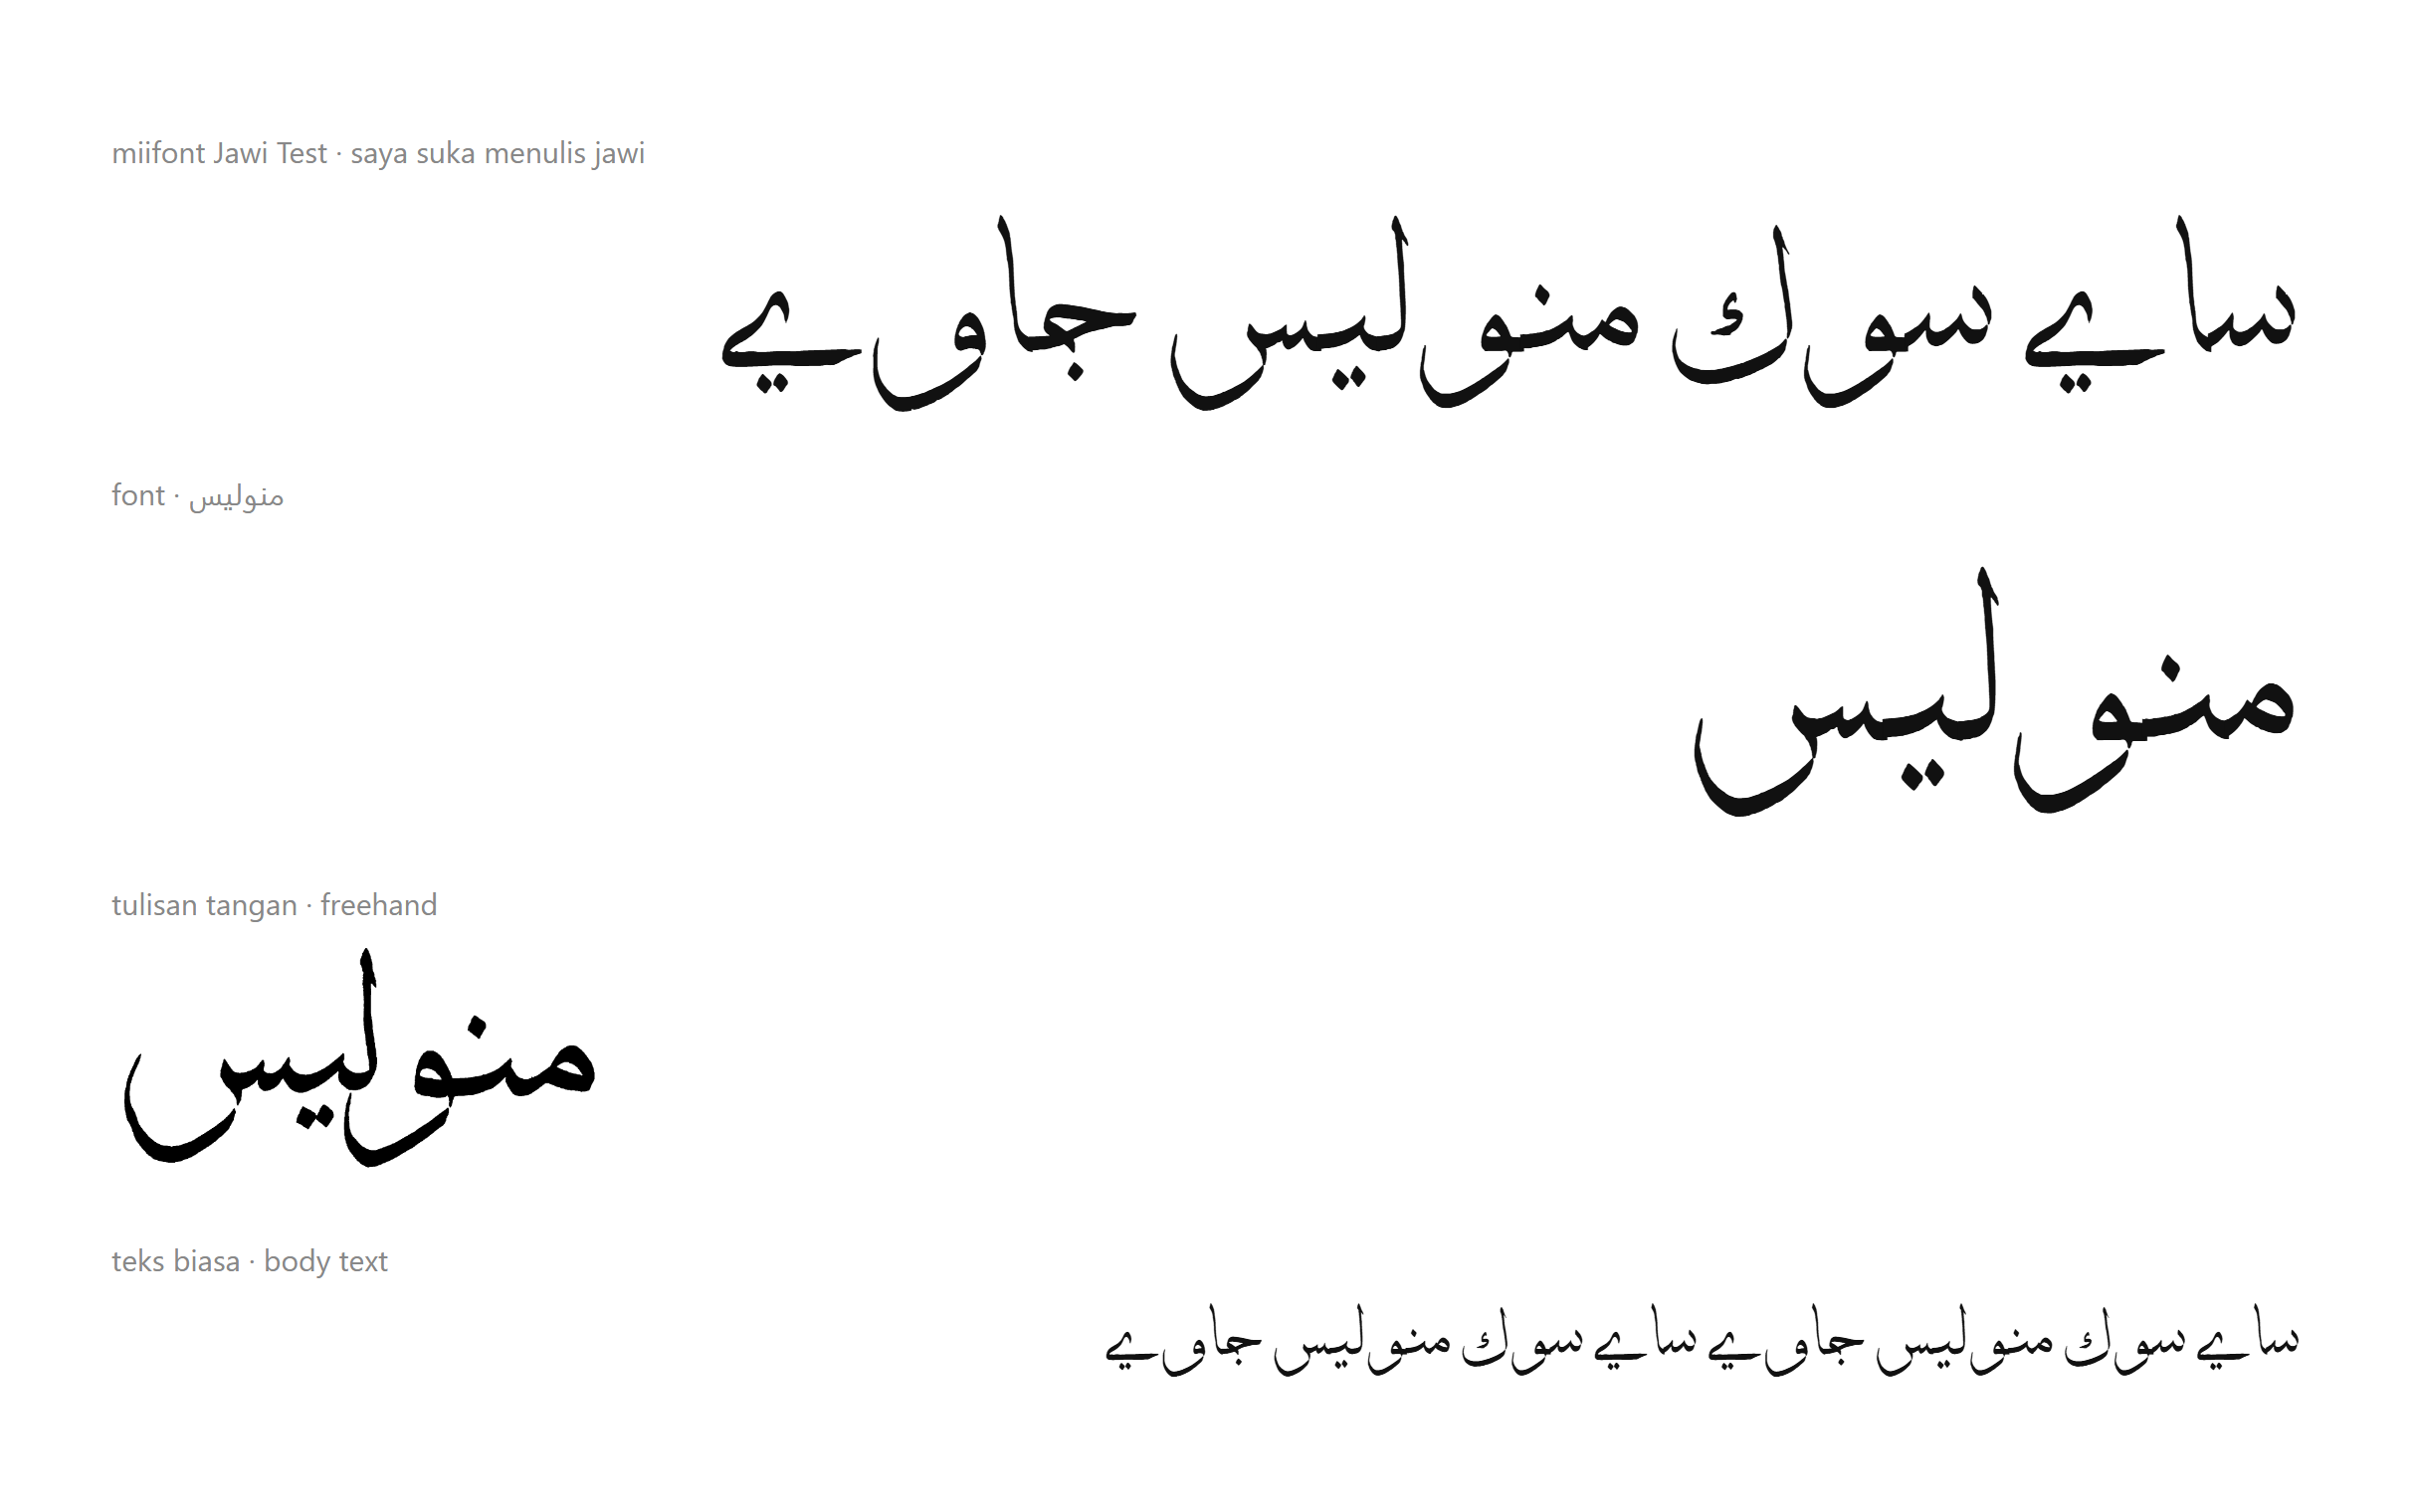 miifont Jawi Test · saya suka menulis jawi
ساي سوك منوليس جاوي
font · منوليس
منوليس
tulisan tangan · freehand
منوليس
teks biasa · body text
ساي سوك منوليس جاوي ساي سوك منوليس جاوي